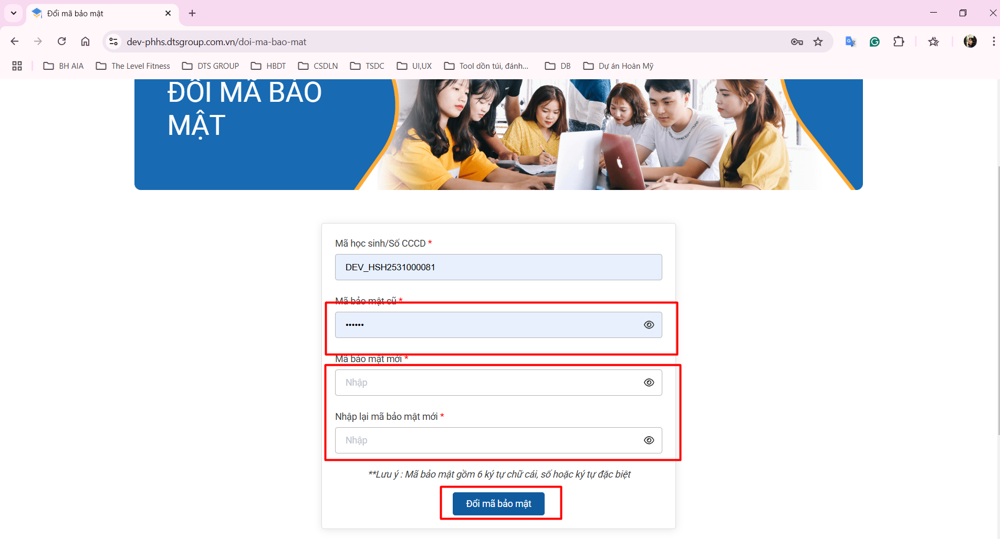 Đổi mã bảo mật
dev-phhs.dtsgroup.com.vn/doi-ma-bao-mat
BH AIA
The Level Fitness
DTS GROUP
HBDT
CSDLN
TSDC
UI,UX
Tool dồn túi, đánh...
DB
Dự án Hoàn Mỹ
ĐỔI MÃ BẢO
MẬT
Mã học sinh/Số CCCD *
DEV_HSH2531000081
Mã bảo mật cũ *
••••••
Mã bảo mật mới *
Nhập
Nhập lại mã bảo mật mới *
Nhập
**Lưu ý : Mã bảo mật gồm 6 ký tự chữ cái, số hoặc ký tự đặc biệt
Đổi mã bảo mật